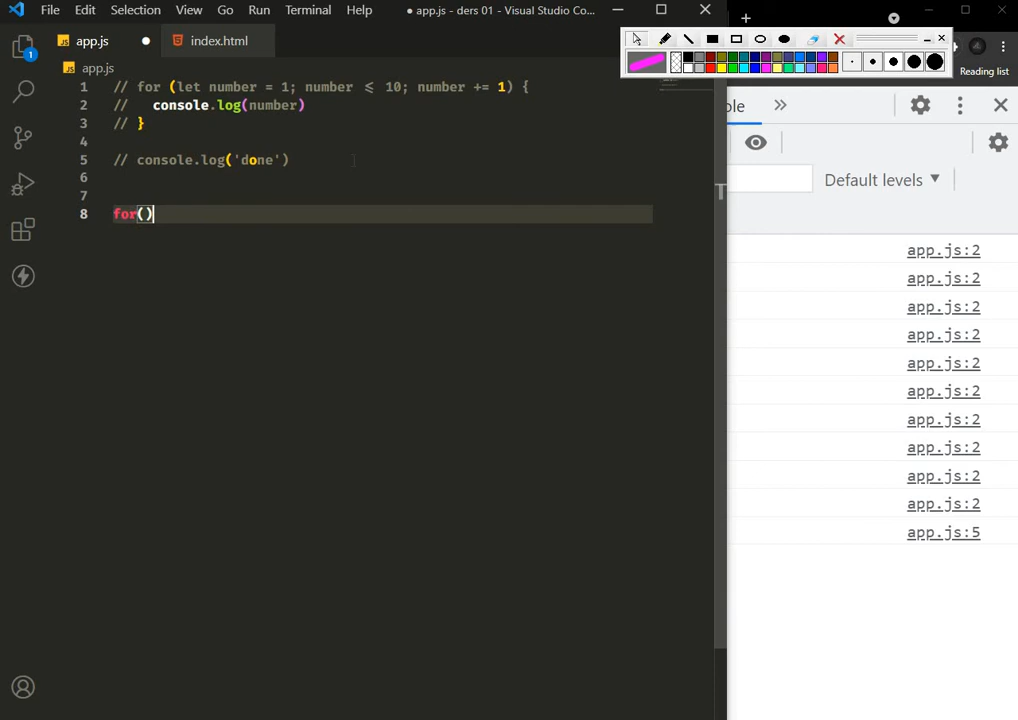 File Edit Selection View Go Run Terminal Help ● app.js - ders 01 - Visual Studio Co...
app.js ● index.html
app.js
1 // for (let number = 1; number ≤ 10; number += 1) {
2 //   console.log(number)
3 // }
4
5 // console.log('done')
6
7
8 for()
1
Reading list
ole »
Default levels ▼
T
app.js:2
app.js:2
app.js:2
app.js:2
app.js:2
app.js:2
app.js:2
app.js:2
app.js:2
app.js:2
app.js:5